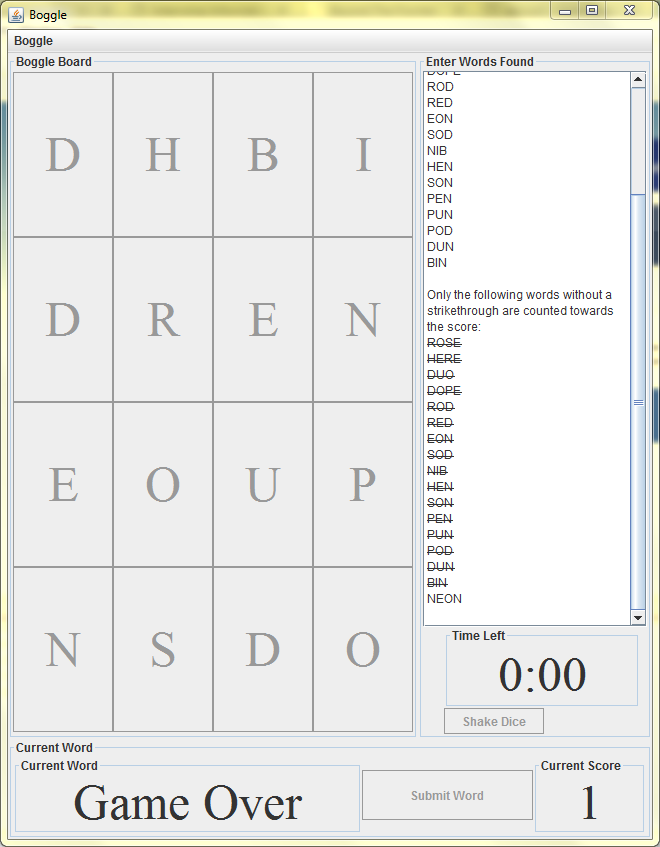 Boggle
Boggle
Boggle Board
D H B I
D R E N
E O U P
N S D O
Enter Words Found
DOPE
ROD
RED
EON
SOD
NIB
HEN
SON
PEN
PUN
POD
DUN
BIN
Only the following words without a
strikethrough are counted towards
the score:
ROSE
HERE
DUO
DOPE
ROD
RED
EON
SOD
NIB
HEN
SON
PEN
PUN
POD
DUN
BIN
NEON
Time Left
0:00
Shake Dice
Current Word
Current Word
Game Over
Submit Word
Current Score
1